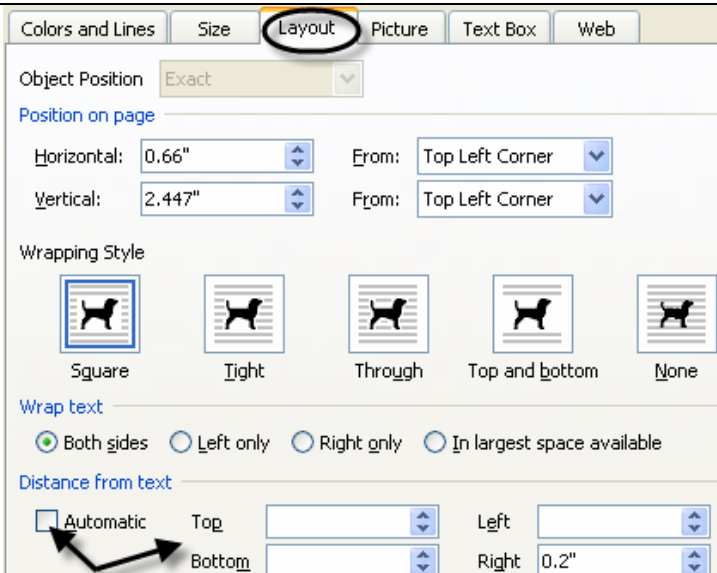 Colors and Lines Size Layout Picture Text Box Web
Object Position Exact
Position on page
Horizontal: 0.66" From: Top Left Corner
Vertical: 2.447" From: Top Left Corner
Wrapping Style
Square Tight Through Top and bottom None
Wrap text
Both sides Left only Right only In largest space available
Distance from text
Automatic Top Left
Bottom Right 0.2"